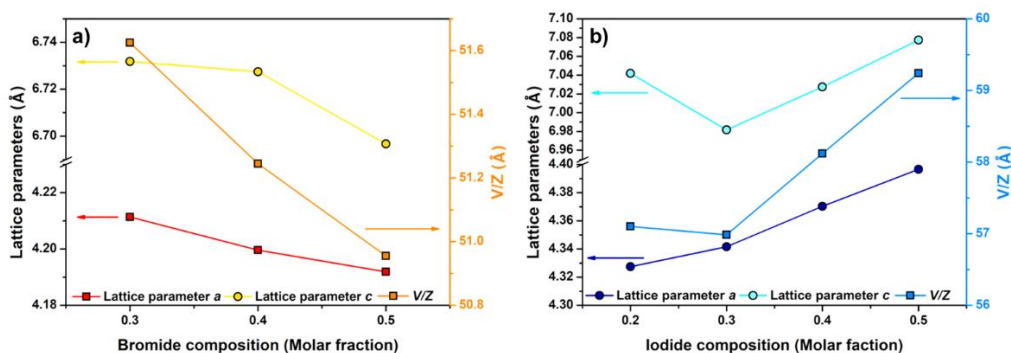 a)
Lattice parameters (Å)
6.74
6.72
6.70
4.22
4.20
4.18
51.6
51.4
51.2
51.0
50.8
V/Z (Å)
Lattice parameter a
Lattice parameter c
V/Z
0.3
0.4
0.5
Bromide composition (Molar fraction)
b)
Lattice parameters (Å)
7.10
7.08
7.06
7.04
7.02
7.00
6.98
6.96
4.40
4.38
4.36
4.34
4.32
4.30
60
59
58
57
56
V/Z (Å)
Lattice parameter a
Lattice parameter c
V/Z
0.2
0.3
0.4
0.5
Iodide composition (Molar faction)